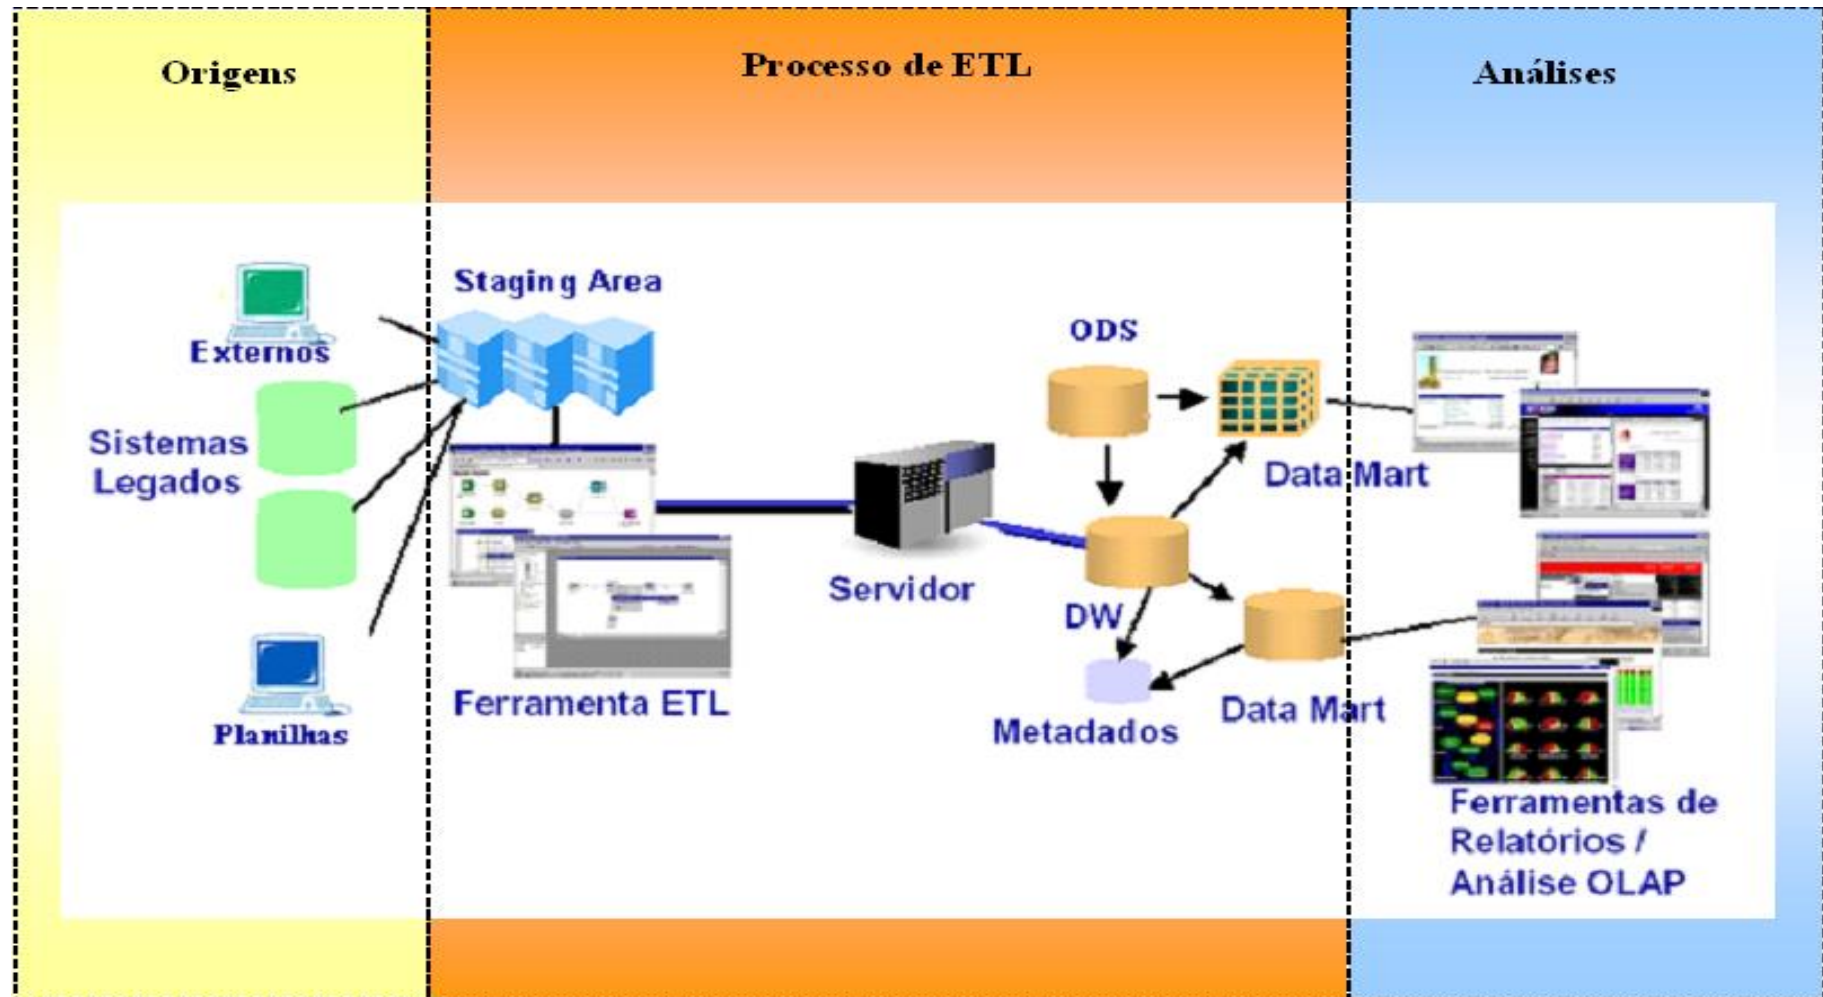 Origens
Processo de ETL
Análises
Externos
Sistemas
Legados
Planilhas
Staging Area
Ferramenta ETL
Servidor
ODS
Data Mart
DW
Data Mart
Metadados
Ferramentas de
Relatórios /
Análise OLAP